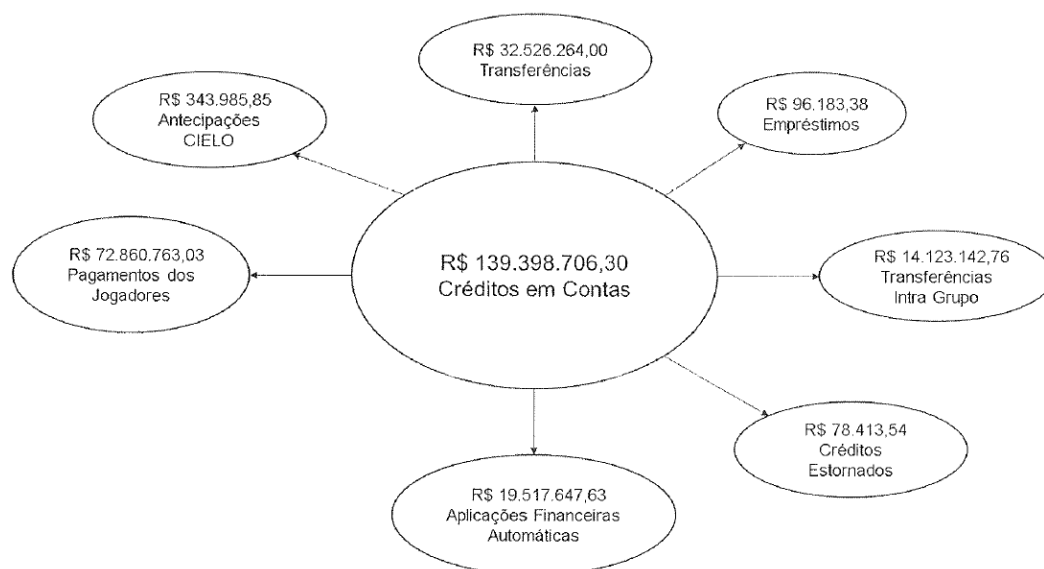 R$ 32.526.264,00
Transferências
R$ 343.985,85
Antecipações
CIELO
R$ 96.183,38
Empréstimos
R$ 72.860.763,03
Pagamentos dos
Jogadores
R$ 139.398.706,30
Créditos em Contas
R$ 14.123.142,76
Transferências
Intra Grupo
R$ 78.413,54
Créditos
Estornados
R$ 19.517.647,63
Aplicações Financeiras
Automáticas